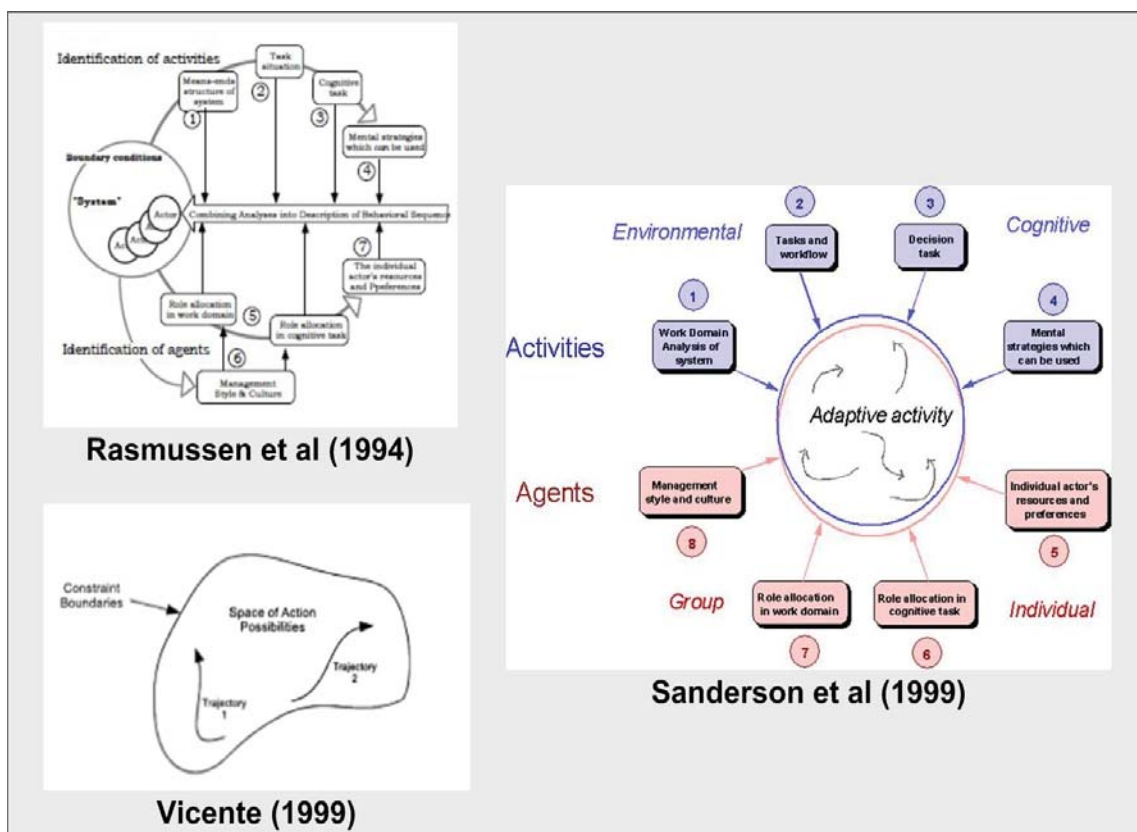 Identification of activities
Task
situation
Means-ends
structure of
system
Cognitive
task
1
2
3
Mental strategies
which can be used
4
Boundary conditions
"System"
Actor
Ac
Combining Analyses into Description of Behavioral Sequence
7
The individual
actor's resources
and Ppreferences
Role allocation
in work domain
5
Role allocation
in cognitive task
Identification of agents
6
Management
Style & Culture
Rasmussen et al (1994)
Constraint
Boundaries
Space of Action
Possibilities
Trajectory
1
Trajectory
2
Vicente (1999)
2
3
Environmental
Cognitive
Tasks and
workflow
Decision
task
1
4
Activities
Work Domain
Analysis of
system
Mental
strategies which
can be used
Adaptive activity
Agents
Management
style and culture
Individual actor's
resources and
preferences
8
5
Group
Role allocation
in work domain
Role allocation in
cognitive task
Individual
7
6
Sanderson et al (1999)